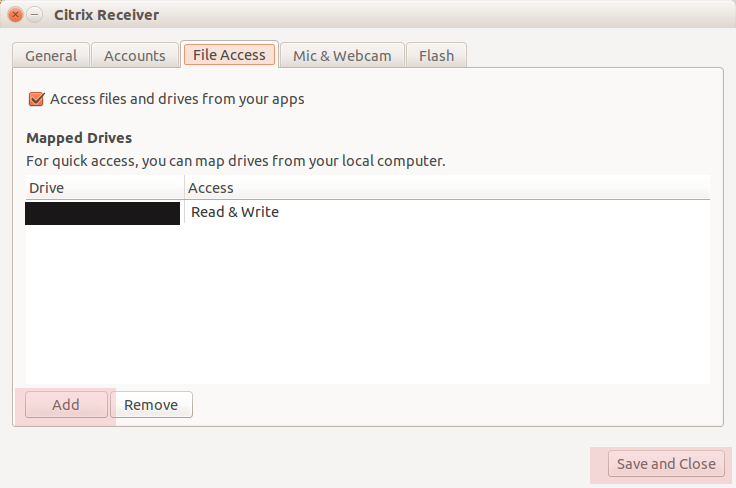 Citrix Receiver
General Accounts File Access Mic & Webcam Flash
Access files and drives from your apps
Mapped Drives
For quick access, you can map drives from your local computer.
Drive Access
Read & Write
Add Remove
Save and Close